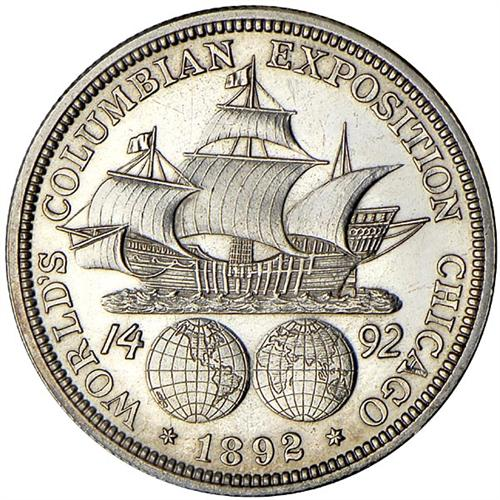 WORLD'S COLUMBIAN EXPOSITION CHICAGO
14 92
* 1892 *